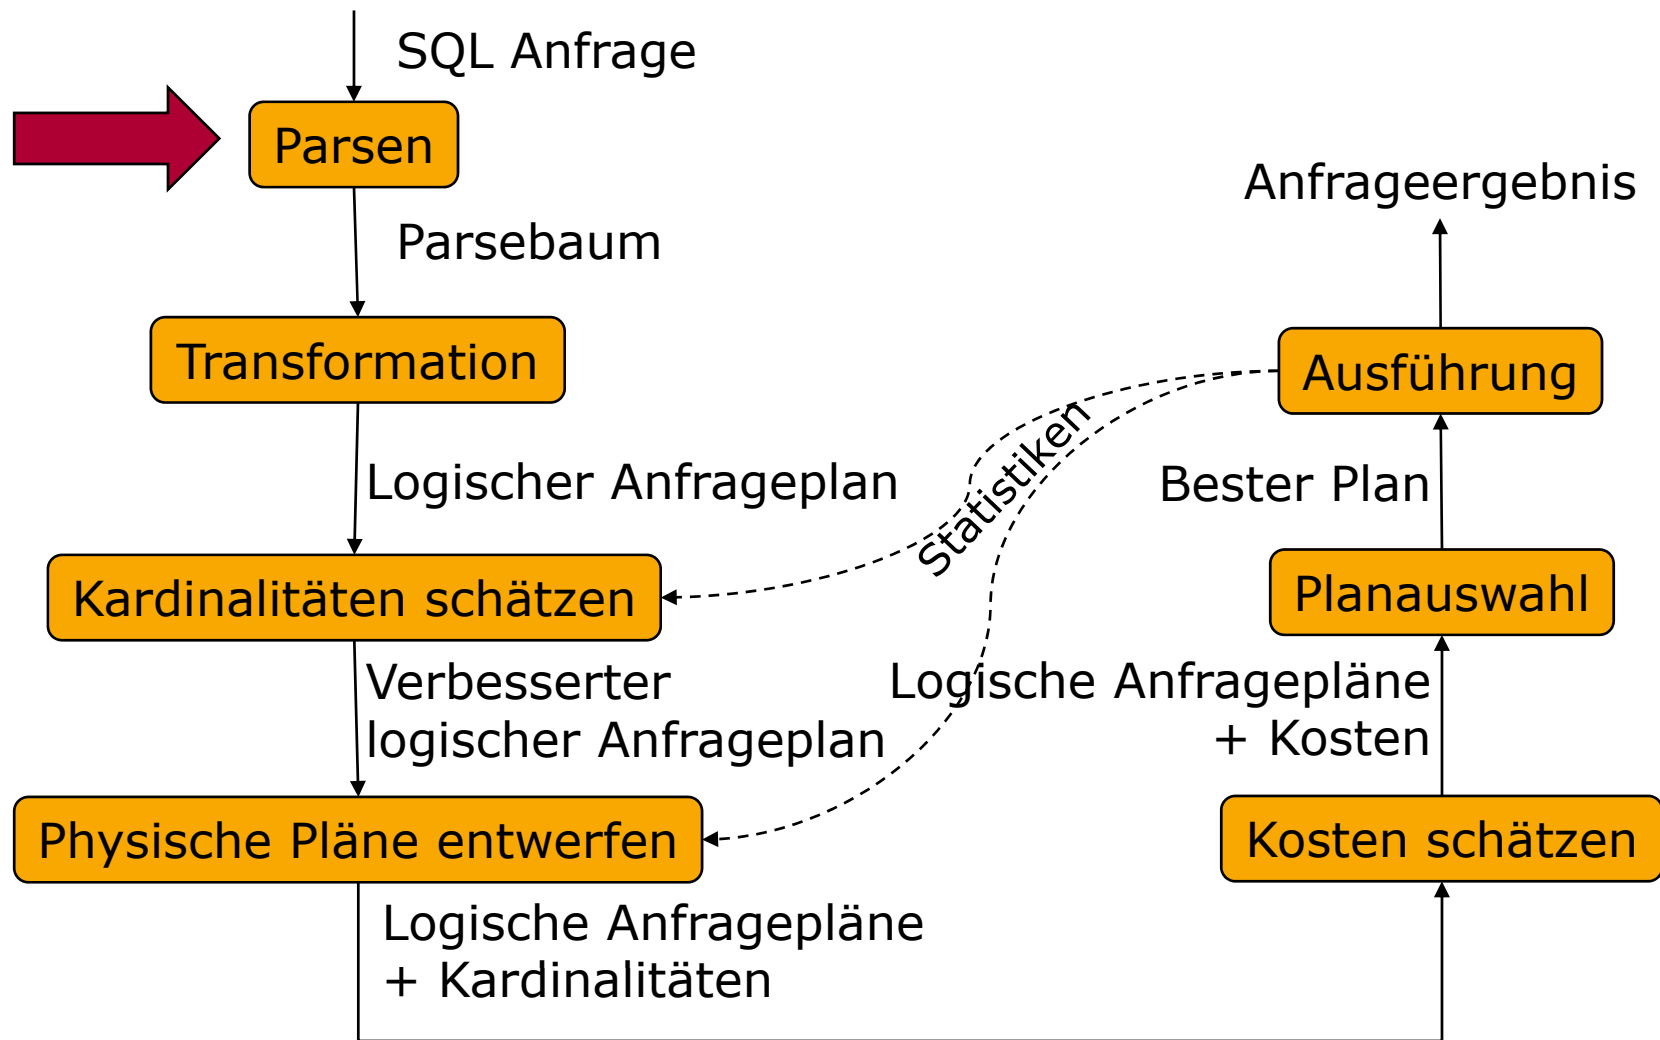 SQL Anfrage
Parsen
Parsebaum
Transformation
Logischer Anfrageplan
Kardinalitäten schätzen
Verbesserter
logischer Anfrageplan
Physische Pläne entwerfen
Logische Anfragepläne
+ Kardinalitäten
Statistiken
Kosten schätzen
Logische Anfragepläne
+ Kosten
Planauswahl
Bester Plan
Ausführung
Anfrageergebnis